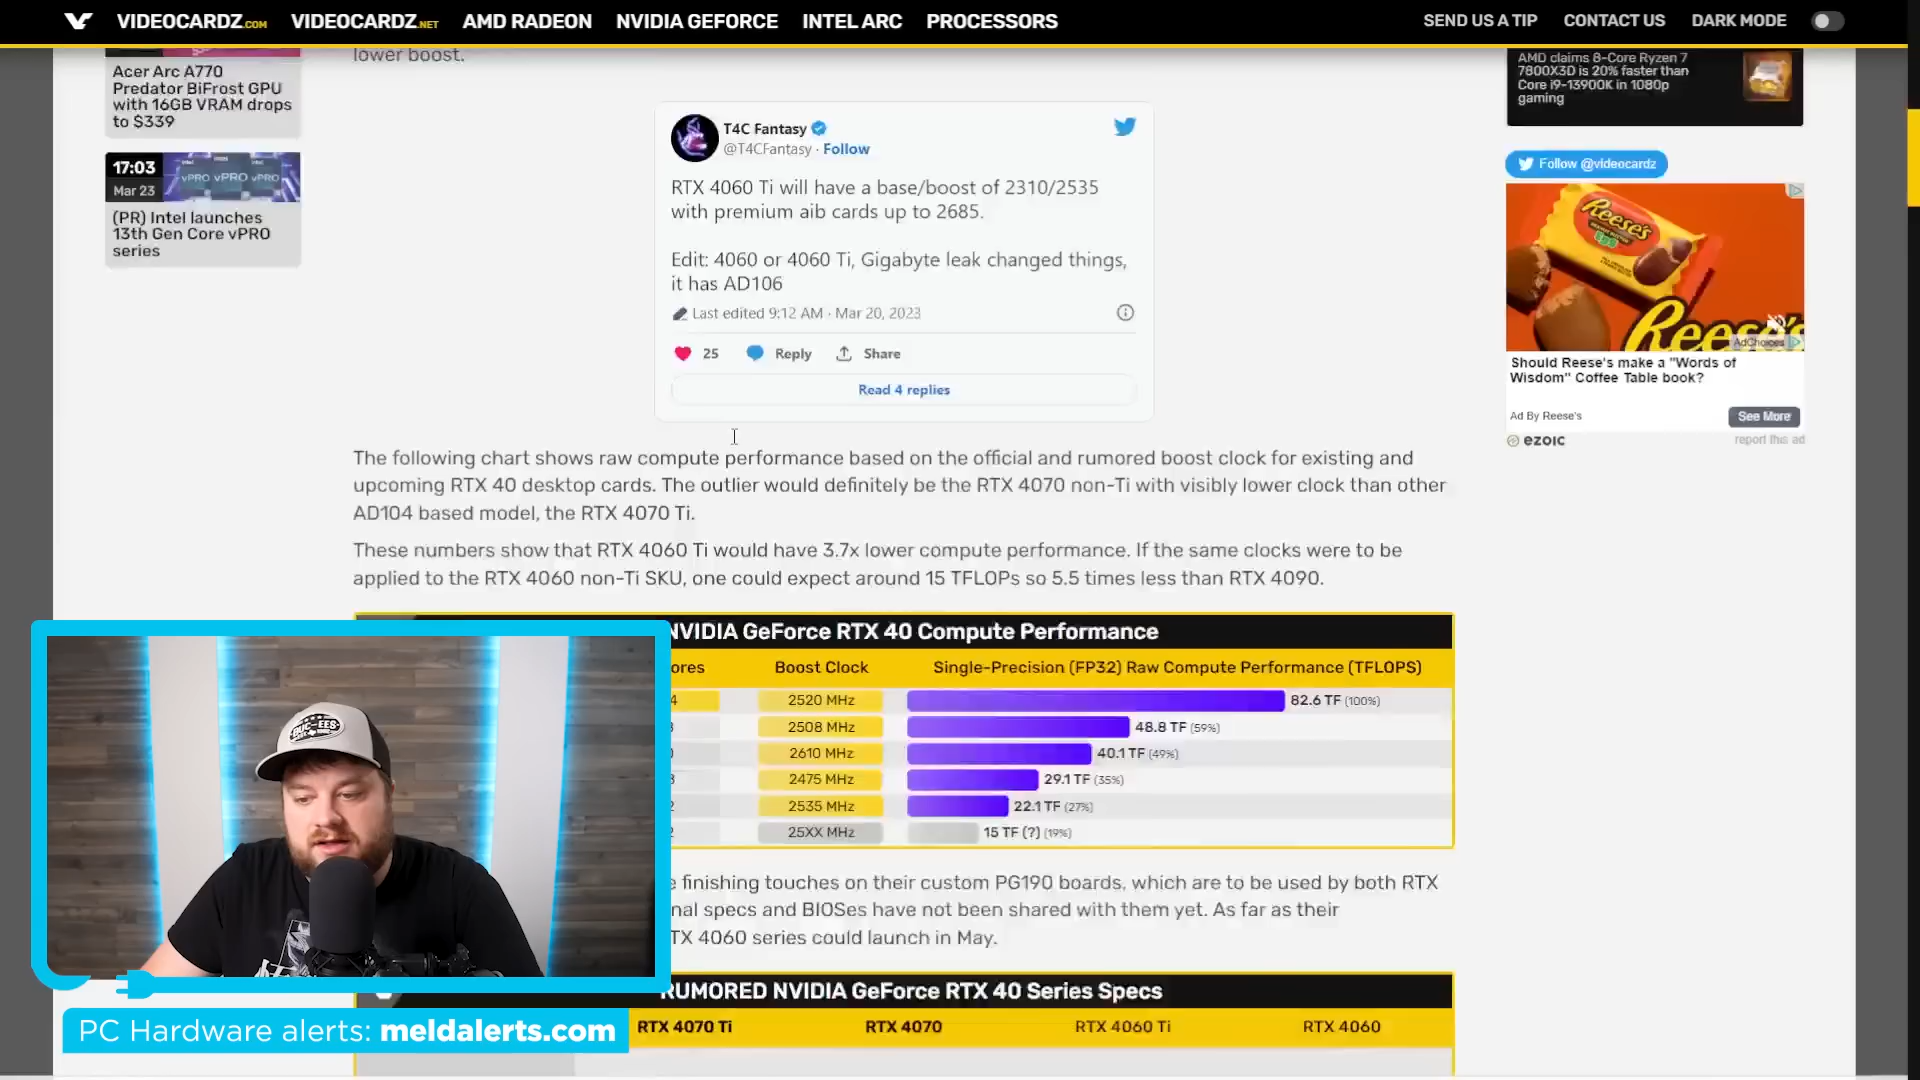 VIDEOCARDZ.COM VIDEOCARDZ.NET AMD RADEON NVIDIA GEFORCE INTEL ARC PROCESSORS SEND US A TIP CONTACT US DARK MODE
lower boost.
Acer Arc A770
Predator BiFrost GPU
with 16GB VRAM drops
to $339
17:03
Mar 23
vPRO vPRO vPRO
(PR) Intel launches
13th Gen Core vPRO
series
T4C Fantasy
@T4CFantasy · Follow
RTX 4060 Ti will have a base/boost of 2310/2535
with premium aib cards up to 2685.
Edit: 4060 or 4060 Ti, Gigabyte leak changed things,
it has AD106
Last edited 9:12 AM · Mar 20, 2023
25 Reply Share
Read 4 replies
AMD claims 8-Core Ryzen 7
7800X3D is 20% faster than
Core i9-13900K in 1080p
gaming
Follow @videocardz
Reese's
Reese's
AdChoices
Should Reese's make a "Words of
Wisdom" Coffee Table book?
Ad By Reese's See More
ezoic report this ad
The following chart shows raw compute performance based on the official and rumored boost clock for existing and
upcoming RTX 40 desktop cards. The outlier would definitely be the RTX 4070 non-Ti with visibly lower clock than other
AD104 based model, the RTX 4070 Ti.
These numbers show that RTX 4060 Ti would have 3.7x lower compute performance. If the same clocks were to be
applied to the RTX 4060 non-Ti SKU, one could expect around 15 TFLOPs so 5.5 times less than RTX 4090.
NVIDIA GeForce RTX 40 Compute Performance
ores Boost Clock Single-Precision (FP32) Raw Compute Performance (TFLOPS)
4 2520 MHz 82.6 TF (100%)
2508 MHz 48.8 TF (59%)
2610 MHz 40.1 TF (49%)
2475 MHz 29.1 TF (35%)
2 2535 MHz 22.1 TF (27%)
2 25XX MHz 15 TF (?) (19%)
e finishing touches on their custom PG190 boards, which are to be used by both RTX
nal specs and BIOSes have not been shared with them yet. As far as their
TX 4060 series could launch in May.
RUMORED NVIDIA GeForce RTX 40 Series Specs
RTX 4070 Ti RTX 4070 RTX 4060 Ti RTX 4060
BUC-EES
PC Hardware alerts: meldalerts.com